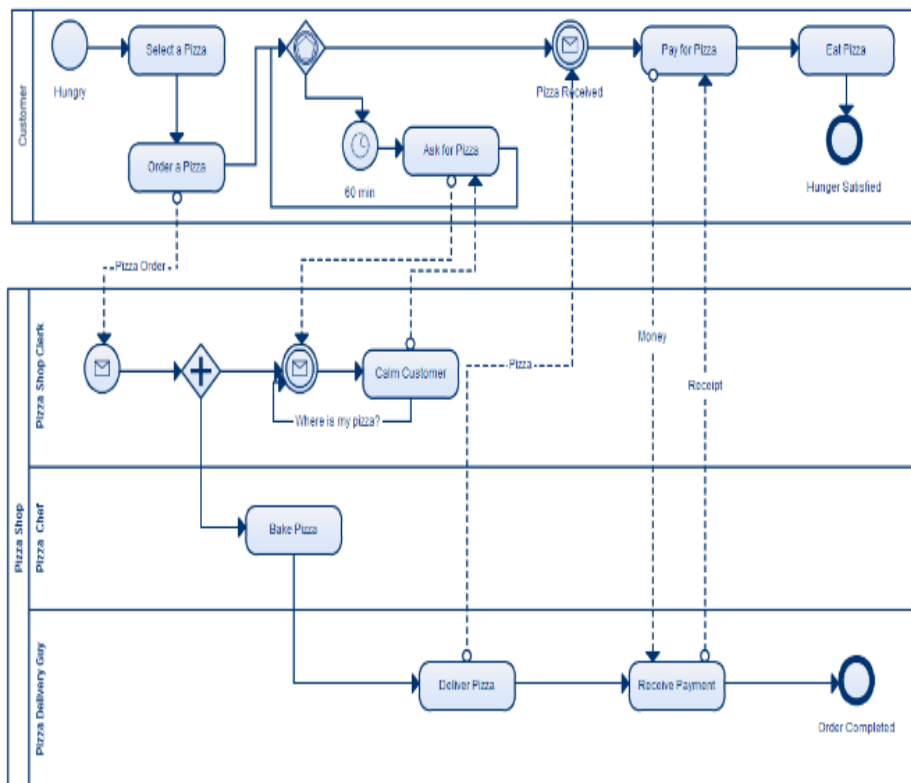 Customer
Select a Pizza
Hungry
Order a Pizza
60 min
Ask for Pizza
Pizza Received
Pay for Pizza
Eat Pizza
Hunger Satisfied
Pizza Order
Pizza Shop
Pizza Shop Clerk
Calm Customer
Where is my pizza?
Pizza
Money
Receipt
Pizza Chef
Bake Pizza
Pizza Delivery Guy
Deliver Pizza
Receive Payment
Order Completed